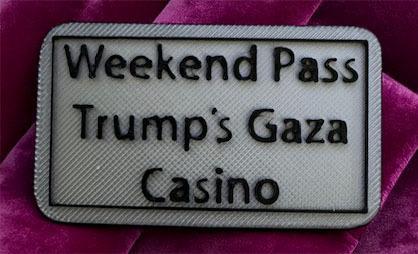 Weekend Pass
Trump's Gaza
Casino